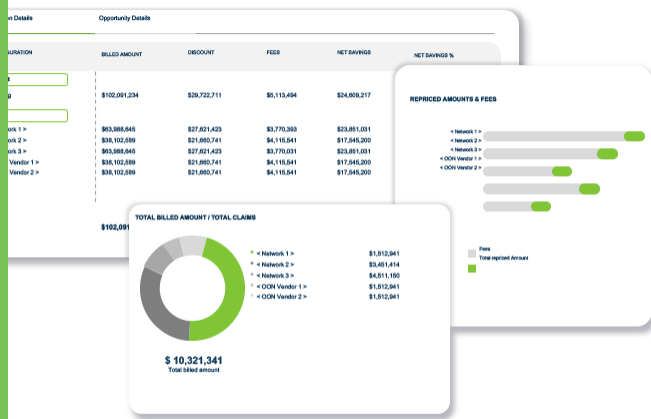 n Details
Opportunity Details
GURATION BILLED AMOUNT DISCOUNT FEES NET SAVINGS NET SAVINGS %
$102,091,234 $29,722,711 $5,113,494 $24,609,217
ork 1 > $63,988,645 $27,621,423 $3,770,393 $23,851,031
ork 2 > $38,102,589 $21,660,741 $4,115,541 $17,545,200
ork 3 > $63,988,645 $27,621,423 $3,770,031 $23,851,031
Vendor 1 > $38,102,589 $21,660,741 $4,115,541 $17,545,200
Vendor 2 > $38,102,589 $21,660,741 $4,115,541 $17,545,200
$102,091
REPRICED AMOUNTS & FEES
< Network 1 >
< Network 2 >
< Network 3 >
< OON Vendor 1 >
< OON Vendor 2 >
Fees
Total repriced Amount
TOTAL BILLED AMOUNT / TOTAL CLAIMS
< Network 1 > $1,512,941
< Network 2 > $3,451,414
< Network 3 > $4,511,150
< OON Vendor 1 > $1,512,941
< OON Vendor 2 > $1,512,941
$ 10,321,341
Total billed amount